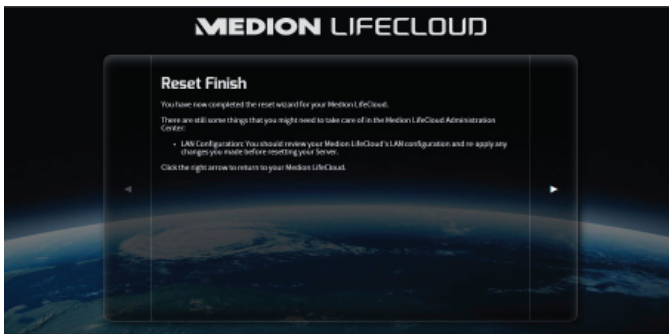 MEDION LIFECLOUD
Reset Finish
You have now completed the reset wizard for your Medion LifeCloud.
There are still some things that you might need to take care of in the Medion LifeCloud Administration
Center:
• LAN Configuration: You should review your Medion LifeCloud's LAN configuration and re-apply any
changes you made before resetting your Server.
Click the right arrow to return to your Medion LifeCloud.